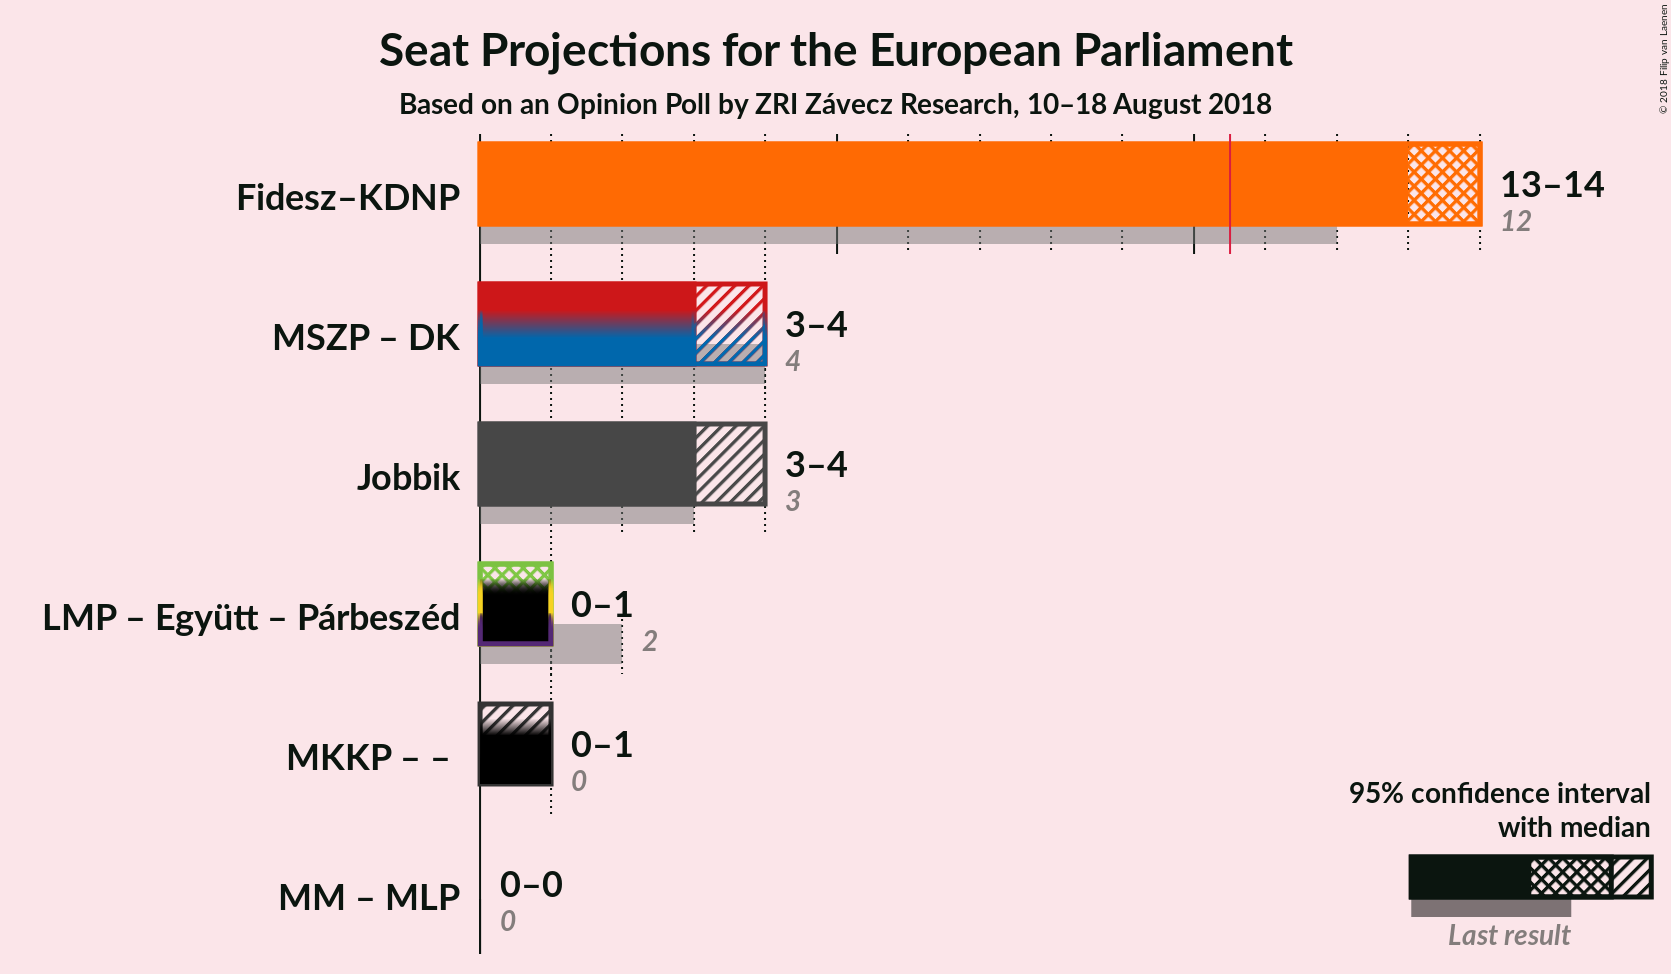 Seat Projections for the European Parliament
Based on an Opinion Poll by ZRI Závecz Research, 10–18 August 2018
© 2018 Filip van Laenen
Fidesz–KDNP
13–14
12
MSZP – DK
3–4
4
Jobbik
3–4
3
LMP – Együtt – Párbeszéd
0–1
2
MKKP – –
0–1
0
MM – MLP
0–0
0
95% confidence interval
with median
Last result